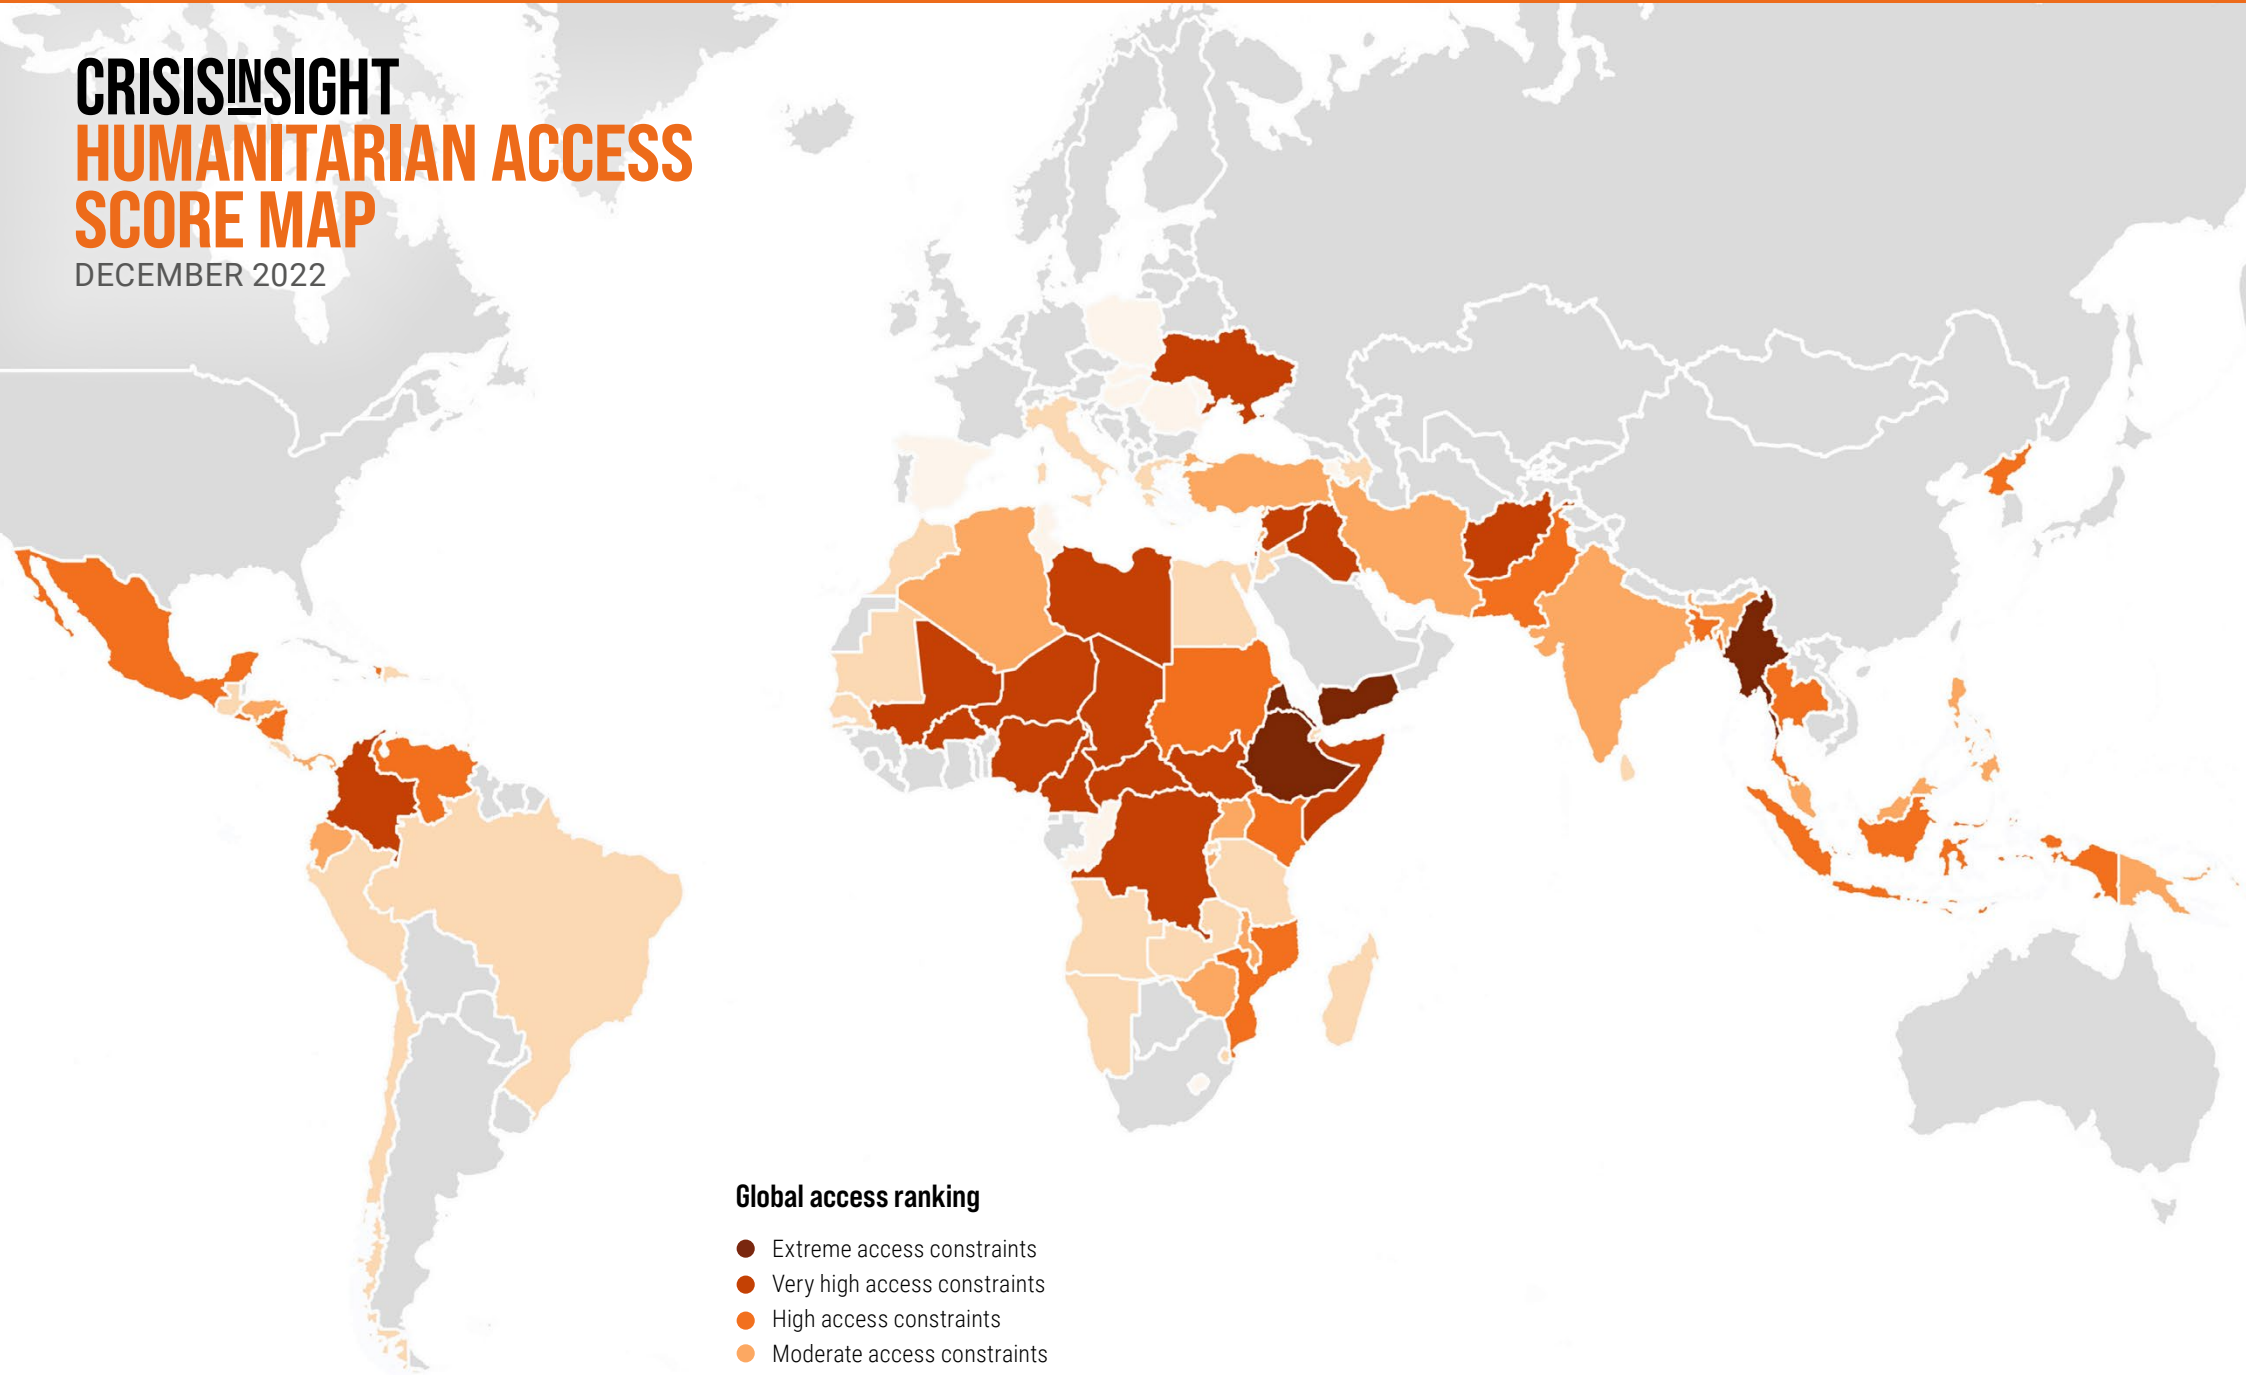 CRISISINSIGHT
HUMANITARIAN ACCESS
SCORE MAP
DECEMBER 2022
Global access ranking
Extreme access constraints
Very high access constraints
High access constraints
Moderate access constraints